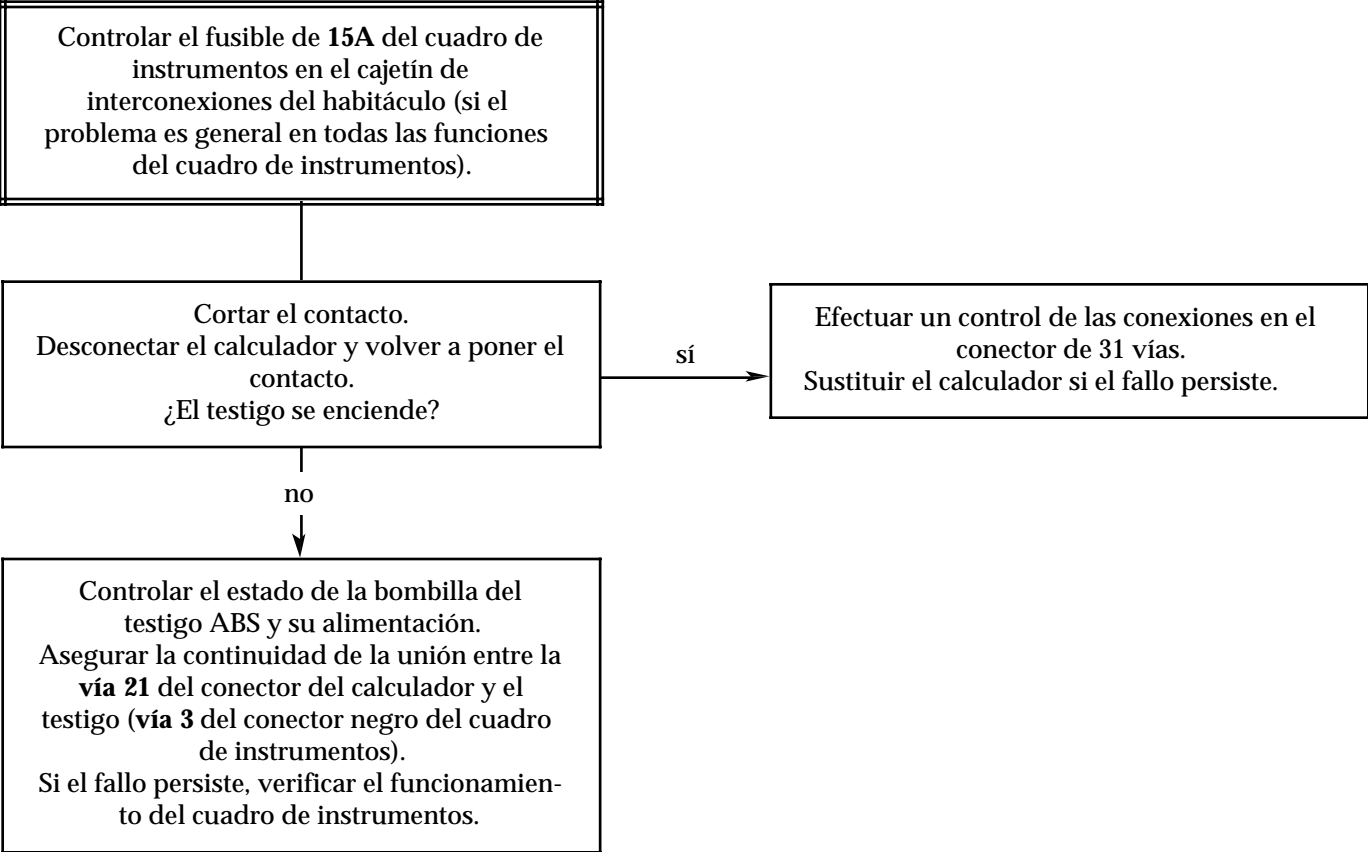 Controlar el fusible de 15A del cuadro de
instrumentos en el cajetín de
interconexiones del habitáculo (si el
problema es general en todas las funciones
del cuadro de instrumentos).
Cortar el contacto.
Desconectar el calculador y volver a poner el
contacto.
¿El testigo se enciende?
sí
Efectuar un control de las conexiones en el
conector de 31 vías.
Sustituir el calculador si el fallo persiste.
no
Controlar el estado de la bombilla del
testigo ABS y su alimentación.
Asegurar la continuidad de la unión entre la
vía 21 del conector del calculador y el
testigo (vía 3 del conector negro del cuadro
de instrumentos).
Si el fallo persiste, verificar el funcionamien-
to del cuadro de instrumentos.